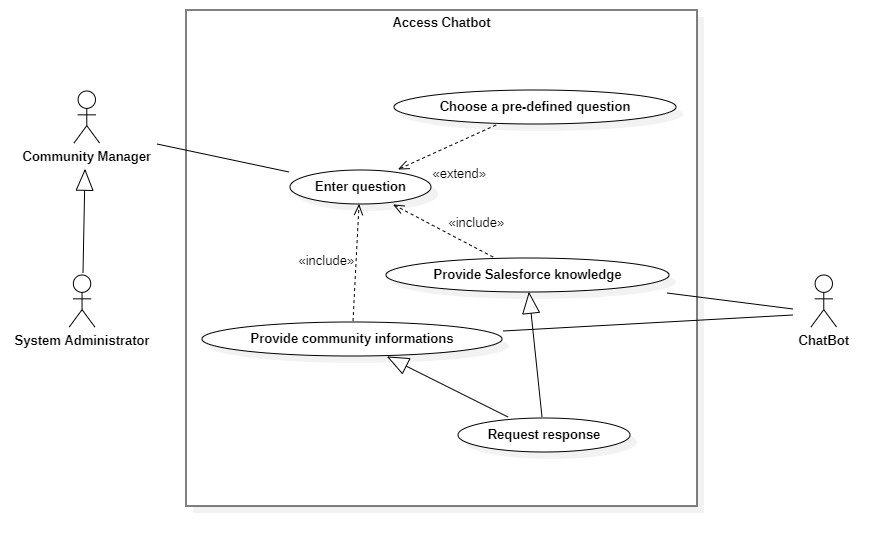 Access Chatbot
Choose a pre-defined question
Community Manager
«extend»
Enter question
«include»
«include»
Provide Salesforce knowledge
System Administrator
Provide community informations
ChatBot
Request response